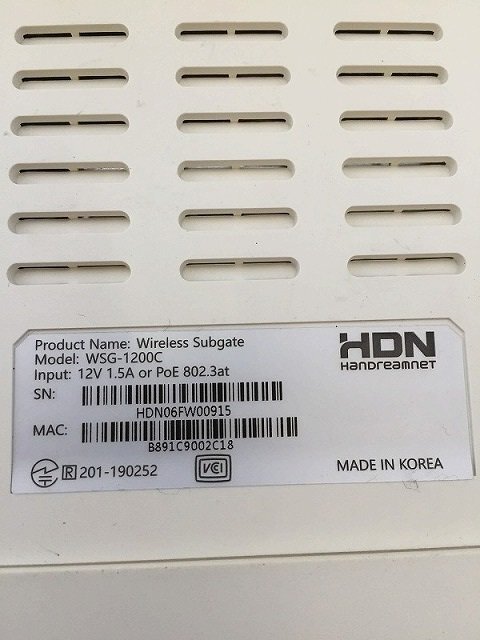 Product Name: Wireless Subgate
Model: WSG-1200C
Input: 12V 1.5A or PoE 802.3at
HDN
HANDREAMNET
SN:
HDN06FW00915
MAC:
B891C9002C18
R 201-190252
VCI
MADE IN KOREA